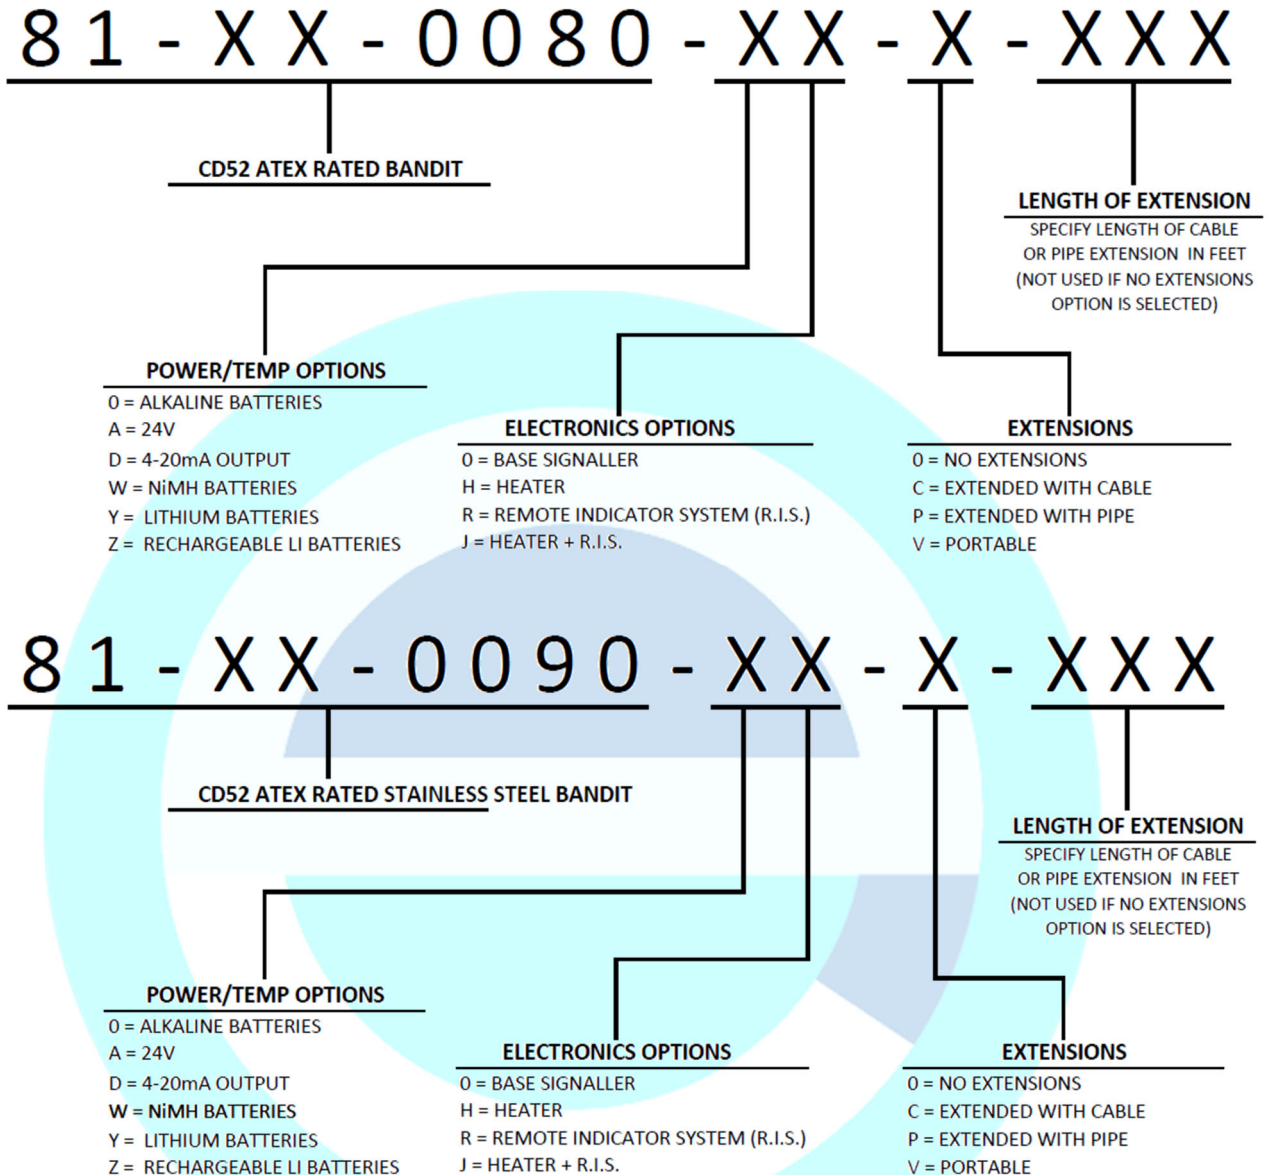 81-XX-0080-XX-X-XXX
CD52 ATEX RATED BANDIT
LENGTH OF EXTENSION
SPECIFY LENGTH OF CABLE
OR PIPE EXTENSION IN FEET
(NOT USED IF NO EXTENSIONS
OPTION IS SELECTED)
POWER/TEMP OPTIONS
0 = ALKALINE BATTERIES
A = 24V
D = 4-20mA OUTPUT
W = NiMH BATTERIES
Y = LITHIUM BATTERIES
Z = RECHARGEABLE LI BATTERIES
ELECTRONICS OPTIONS
0 = BASE SIGNALLER
H = HEATER
R = REMOTE INDICATOR SYSTEM (R.I.S.)
J = HEATER + R.I.S.
EXTENSIONS
0 = NO EXTENSIONS
C = EXTENDED WITH CABLE
P = EXTENDED WITH PIPE
V = PORTABLE
81-XX-0090-XX-X-XXX
CD52 ATEX RATED STAINLESS STEEL BANDIT
LENGTH OF EXTENSION
SPECIFY LENGTH OF CABLE
OR PIPE EXTENSION IN FEET
(NOT USED IF NO EXTENSIONS
OPTION IS SELECTED)
POWER/TEMP OPTIONS
0 = ALKALINE BATTERIES
A = 24V
D = 4-20mA OUTPUT
W = NiMH BATTERIES
Y = LITHIUM BATTERIES
Z = RECHARGEABLE LI BATTERIES
ELECTRONICS OPTIONS
0 = BASE SIGNALLER
H = HEATER
R = REMOTE INDICATOR SYSTEM (R.I.S.)
J = HEATER + R.I.S.
EXTENSIONS
0 = NO EXTENSIONS
C = EXTENDED WITH CABLE
P = EXTENDED WITH PIPE
V = PORTABLE